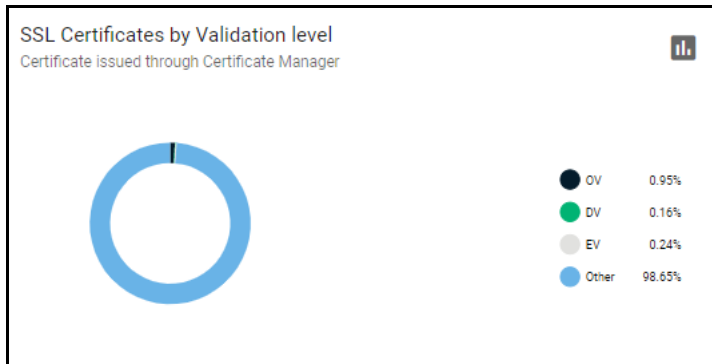 SSL Certificates by Validation level
Certificate issued through Certificate Manager
OV 0.95%
DV 0.16%
EV 0.24%
Other 98.65%